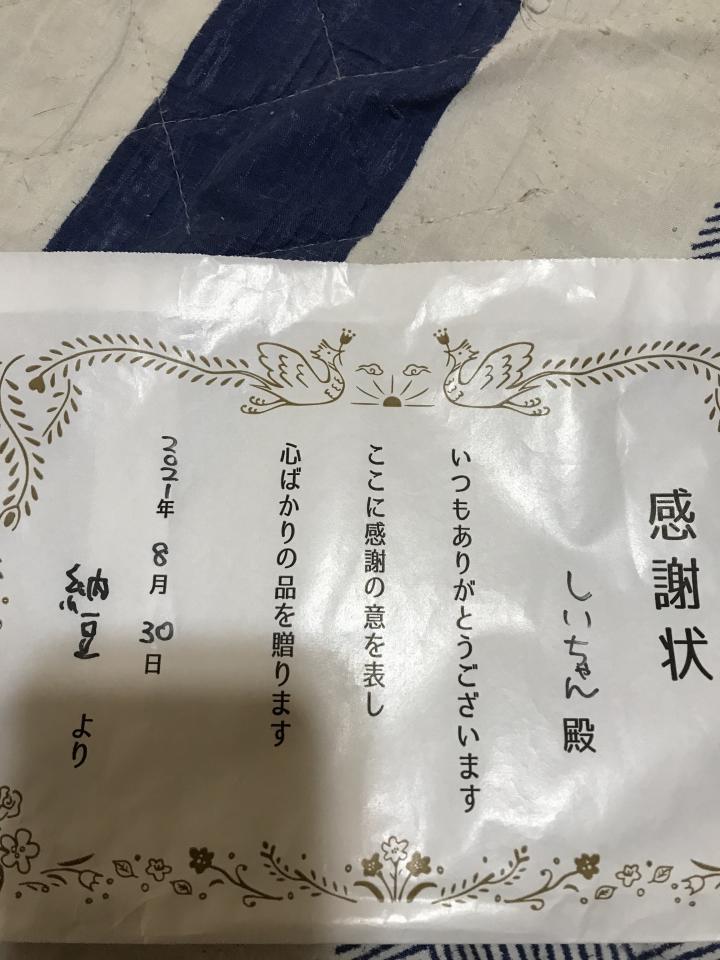 感謝状
しいちゃん 殿
いつもありがとうございます
ここに感謝の意を表し
心ばかりの品を贈ります
2021年 8月 30日
納豆 より